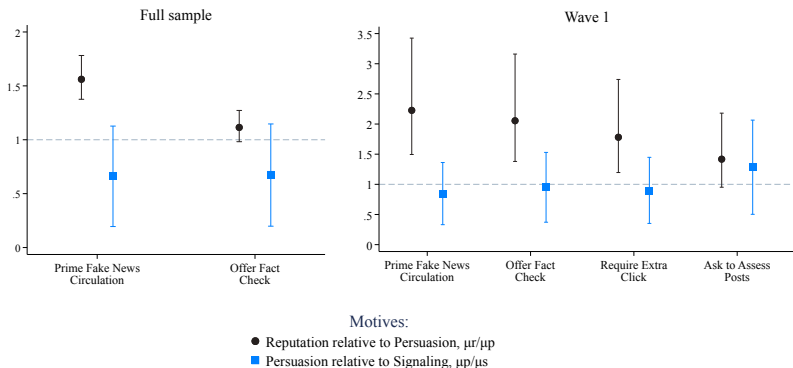 Full sample
2
1.5
1
.5
0
Prime Fake News
Circulation
Offer Fact
Check
Wave 1
3.5
3
2.5
2
1.5
1
.5
0
Prime Fake News
Circulation
Offer Fact
Check
Require Extra
Click
Ask to Assess
Posts
Motives:
Reputation relative to Persuasion, μr/μp
Persuasion relative to Signaling, μp/μs